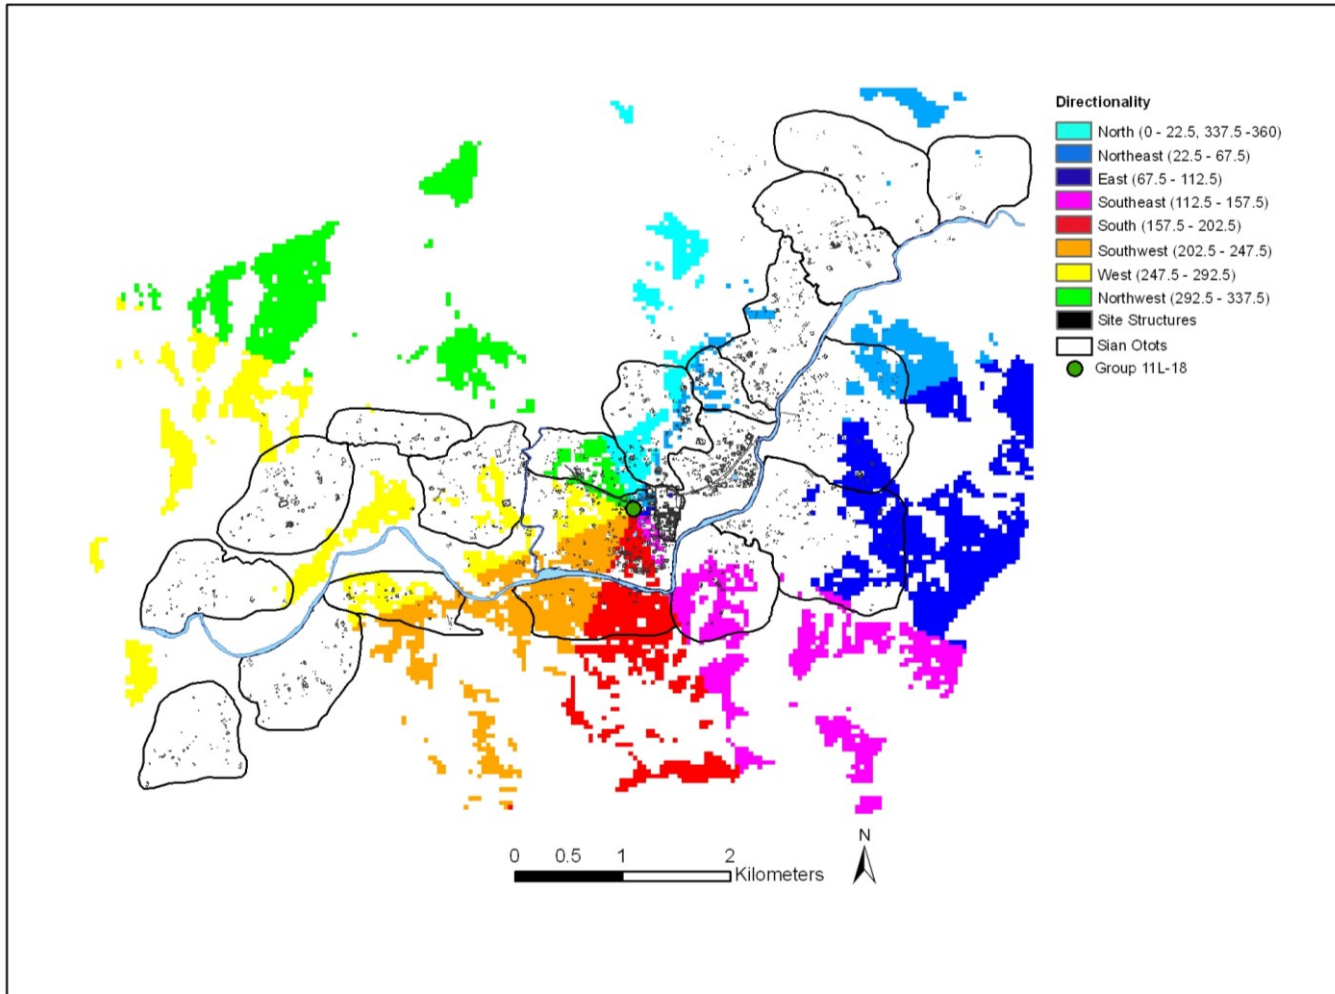 Directionality
North (0 - 22.5, 337.5 -360)
Northeast (22.5 - 67.5)
East (67.5 - 112.5)
Southeast (112.5 - 157.5)
South (157.5 - 202.5)
Southwest (202.5 - 247.5)
West (247.5 - 292.5)
Northwest (292.5 - 337.5)
Site Structures
Sian Otots
Group 11L-18
N
0 0.5 1 2
Kilometers